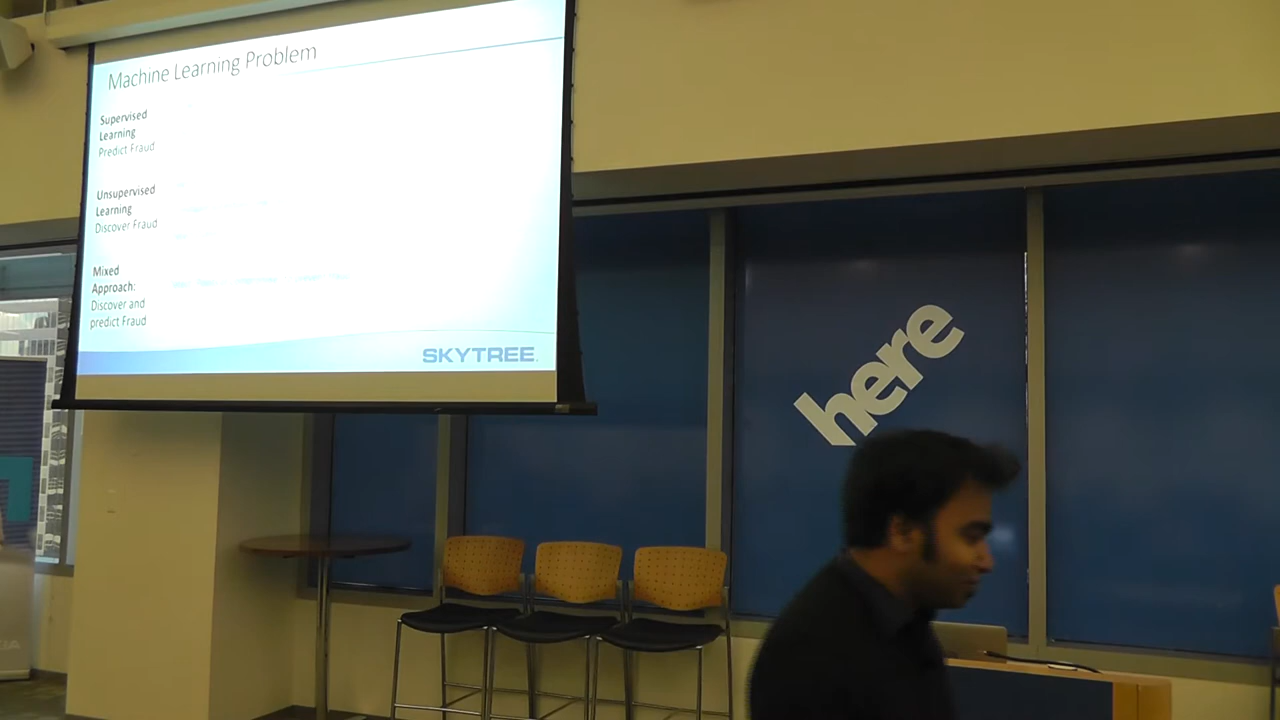 Machine Learning Problem
Supervised
Learning
Predict Fraud
Unsupervised
Learning
Discover Fraud
Mixed
Approach:
Discover and
predict Fraud
SKYTREE
here